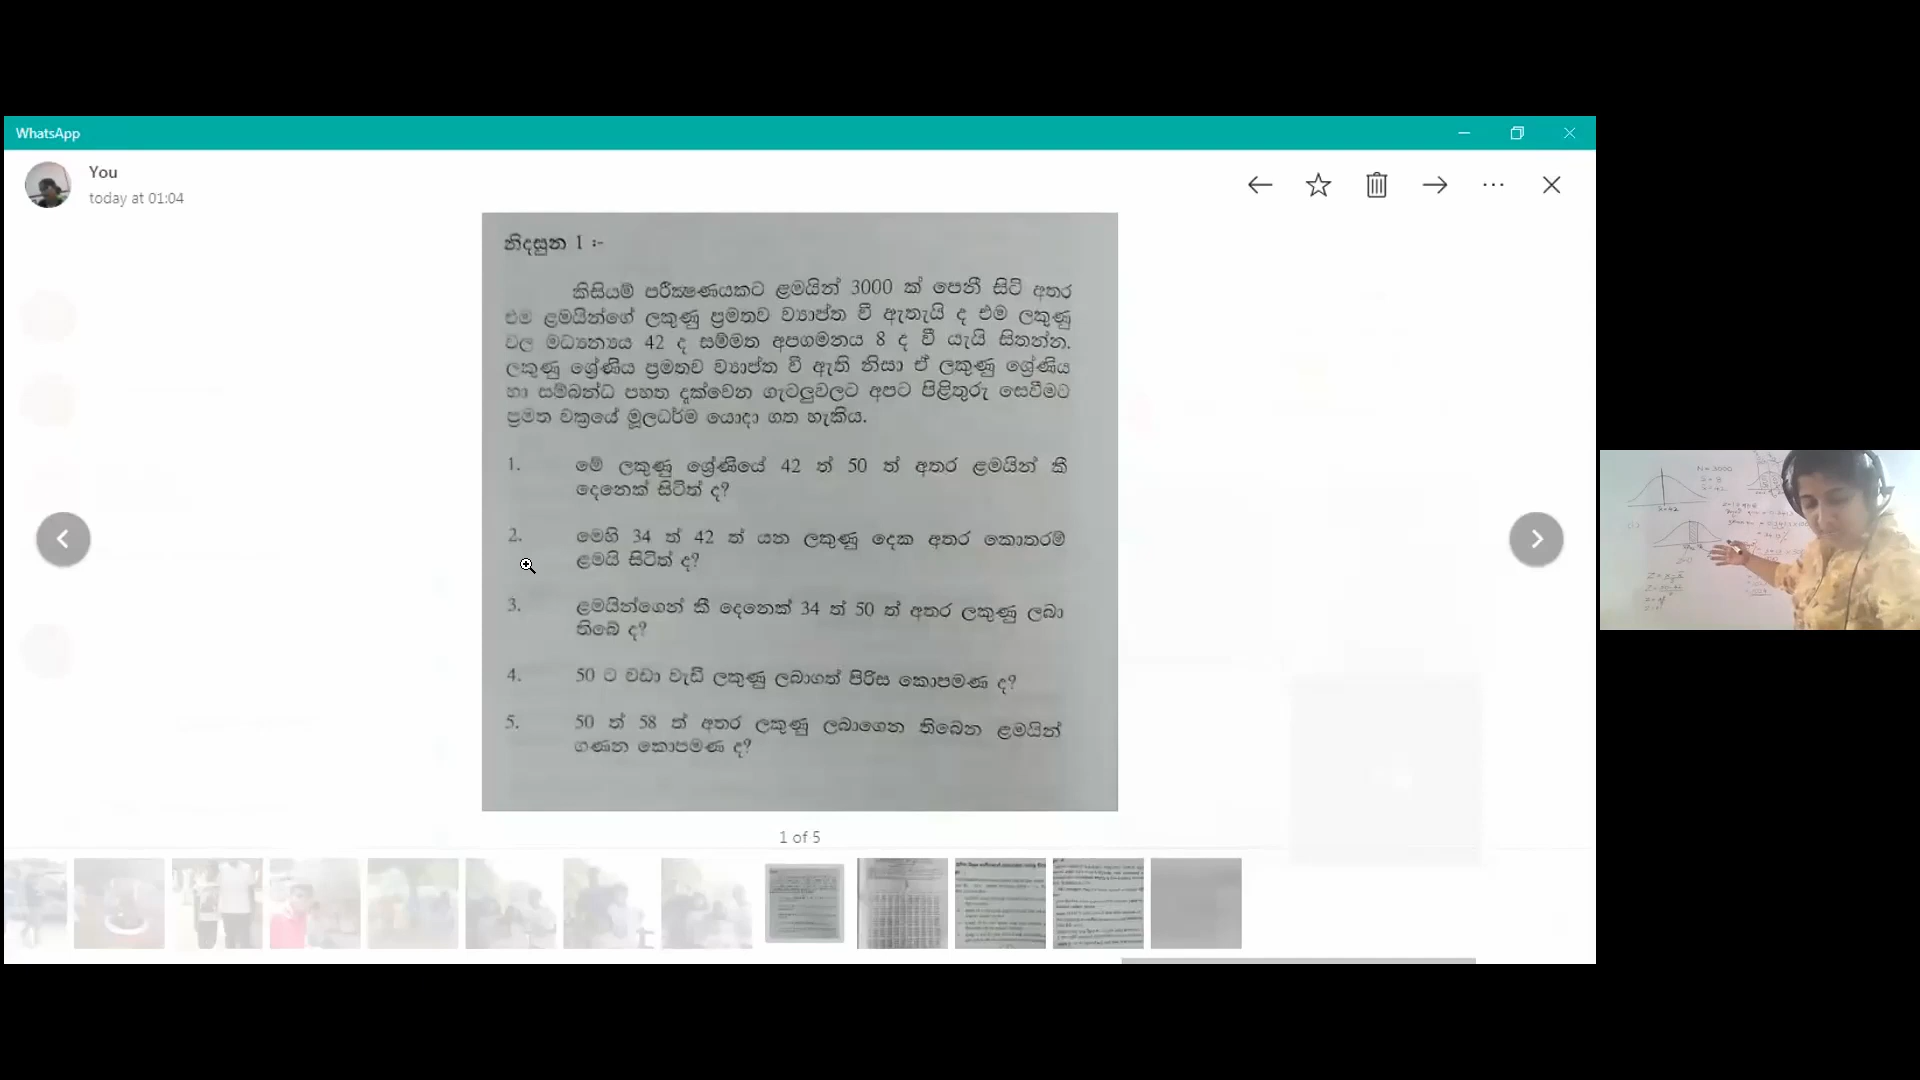 WhatsApp
You
today at 01:04
නිදසුන 1 :-
කිසියම් පරීක්‍ෂණයකට ළමයින් 3000 ක් පෙනී සිටි අතර
එම ළමයින්ගේ ලකුණු ප්‍රමතව ව්‍යාප්ත වී ඇතැයි ද එම ලකුණු
වල මධ්‍යන්‍යය 42 ද සම්මත අපගමනය 8 ද වී යැයි සිතන්න.
ලකුණු ශ්‍රේණිය ප්‍රමතව ව්‍යාප්ත වී ඇති නිසා ඒ ලකුණු ශ්‍රේණිය
හා සම්බන්ධ පහත දැක්වෙන ගැටලුවලට අපට පිළිතුරු සෙවීමට
ප්‍රමත වක්‍රයේ මූලධර්ම යොදා ගත හැකිය.
1. මේ ලකුණු ශ්‍රේණියේ 42 ත් 50 ත් අතර ළමයින් කී
දෙනෙක් සිටිත් ද?
2. මෙහි 34 ත් 42 ත් යන ලකුණු දෙක අතර කොතරම්
ළමයි සිටිත් ද?
3. ළමයින්ගෙන් කී දෙනෙක් 34 ත් 50 ත් අතර ලකුණු ලබා
තිබේ ද?
4. 50 ට වඩා වැඩි ලකුණු ලබාගත් පිරිස කොපමණ ද?
5. 50 ත් 58 ත් අතර ලකුණු ලබාගෙන තිබෙන ළමයින්
ගණන කොපමණ ද?
1 of 5
N = 3000